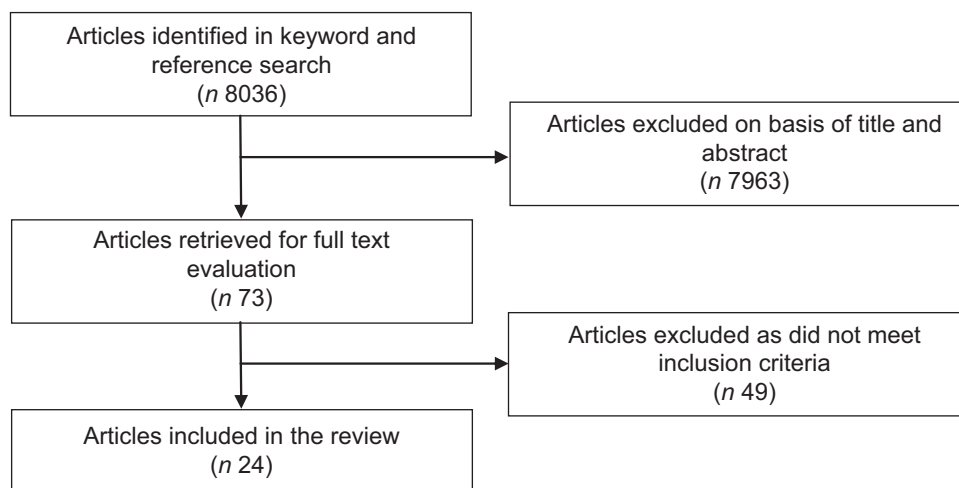 Articles identified in keyword and
reference search
(n 8036)
Articles excluded on basis of title and
abstract
(n 7963)
Articles retrieved for full text
evaluation
(n 73)
Articles excluded as did not meet
inclusion criteria
(n 49)
Articles included in the review
(n 24)